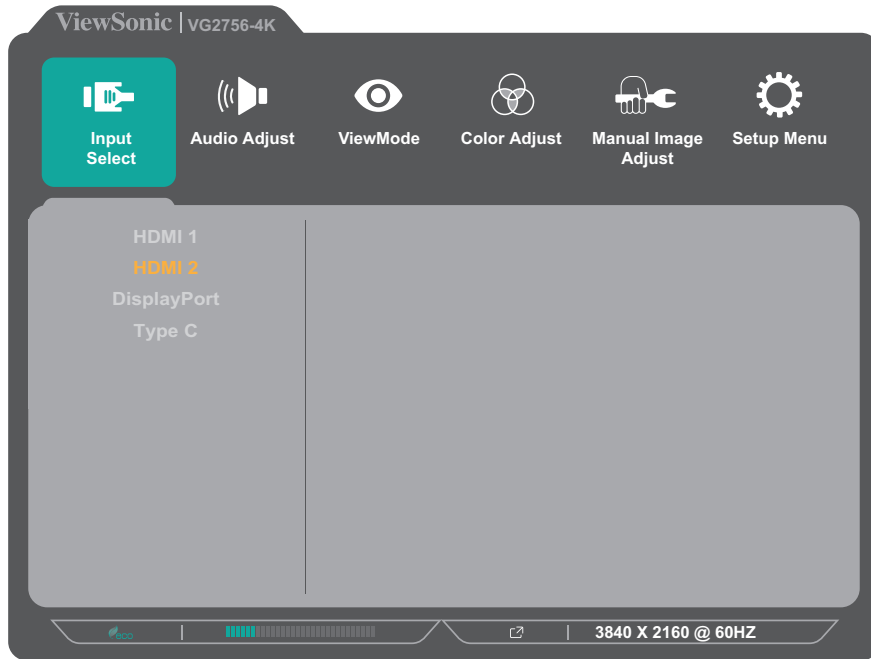 ViewSonic | VG2756-4K
Input
Select
Audio Adjust
ViewMode
Color Adjust
Manual Image
Adjust
Setup Menu
HDMI 1
HDMI 2
DisplayPort
Type C
eco
3840 X 2160 @ 60HZ